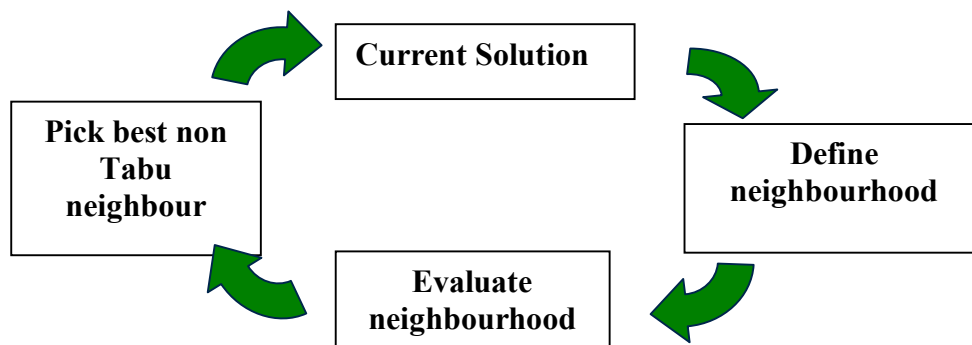 Current Solution
Pick best non
Tabu
neighbour
Define
neighbourhood
Evaluate
neighbourhood